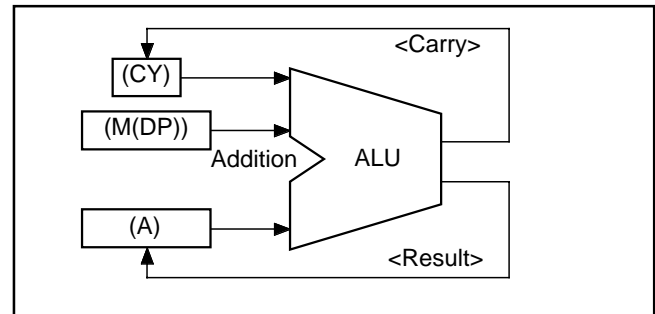 <Carry>
(CY)
(M(DP))
Addition
ALU
(A)
<Result>